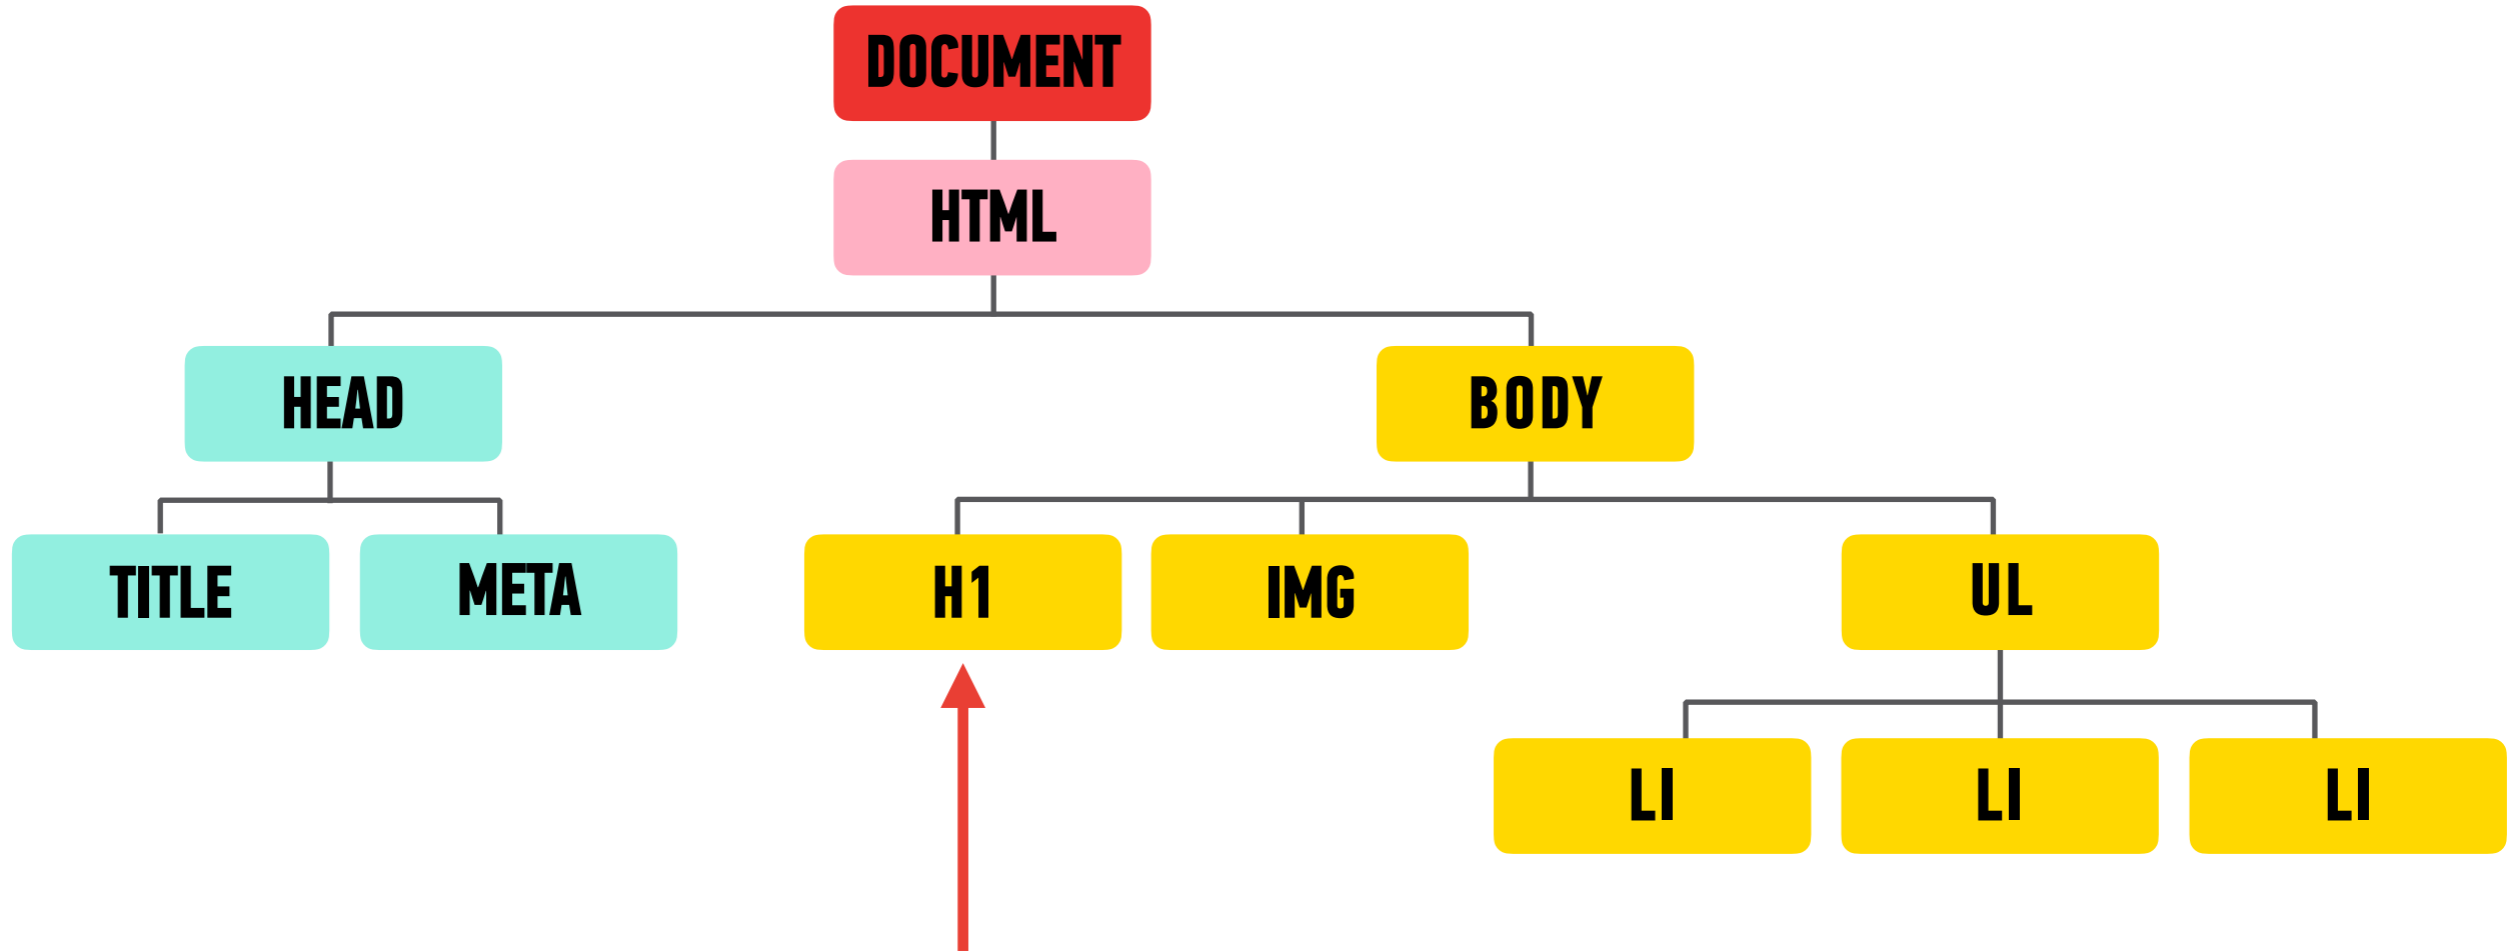 DOCUMENT
HTML
HEAD
BODY
TITLE
META
H1
IMG
UL
LI
LI
LI